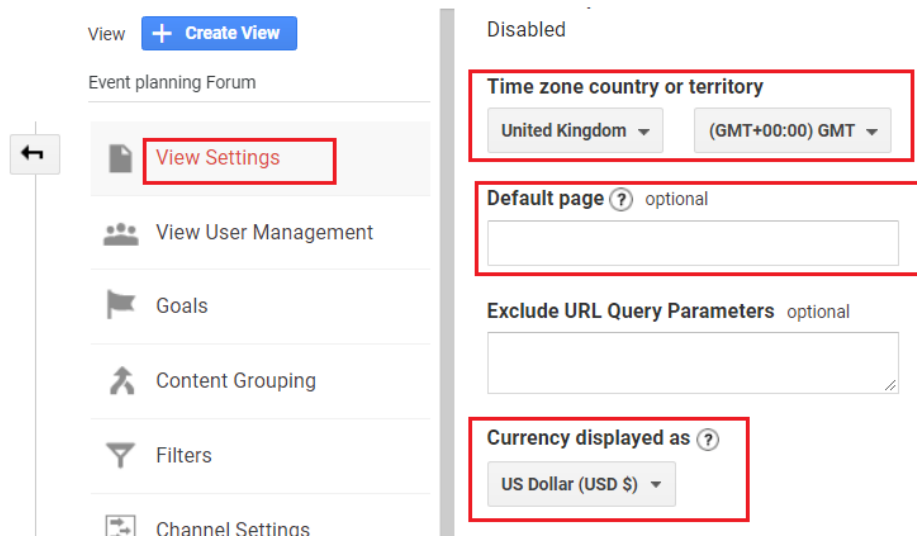 View
+ Create View
Event planning Forum
View Settings
View User Management
Goals
Content Grouping
Filters
Channel Settings
Disabled
Time zone country or territory
United Kingdom (GMT+00:00) GMT
Default page ? optional
Exclude URL Query Parameters optional
Currency displayed as ?
US Dollar (USD $)